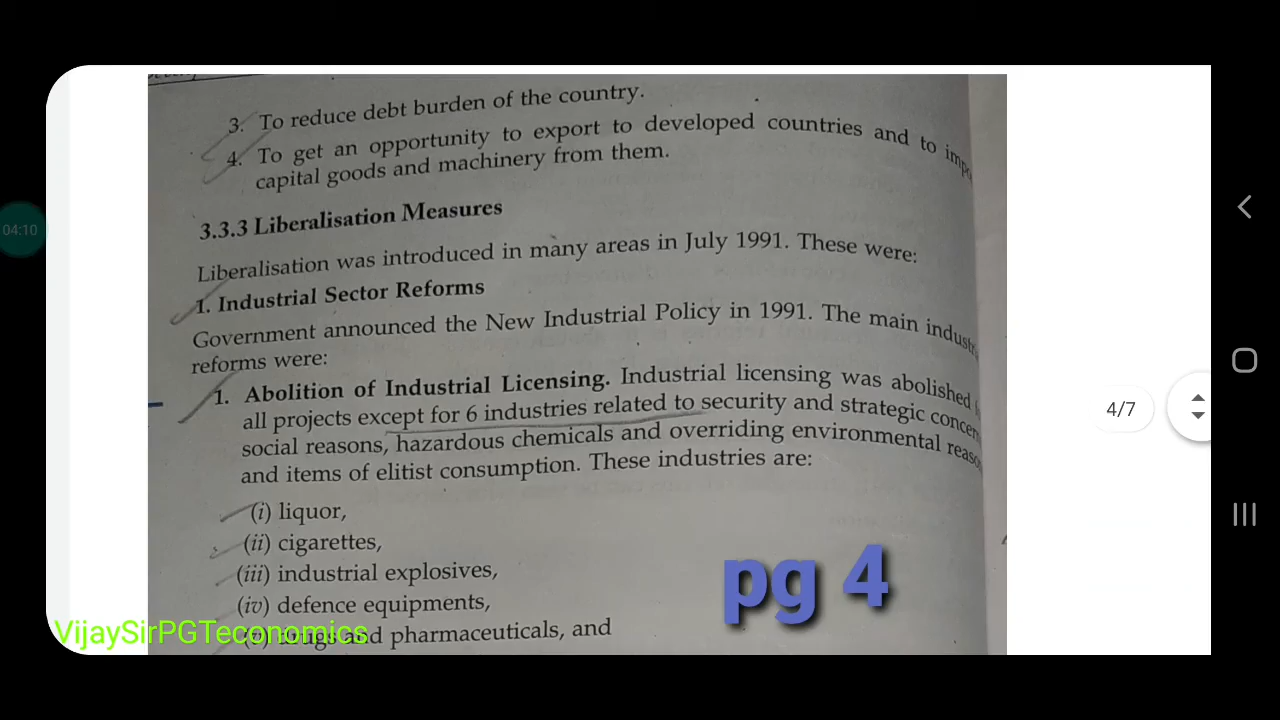 3. To reduce debt burden of the country.
4. To get an opportunity to export to developed countries and to
capital goods and machinery from them.
3.3.3 Liberalisation Measures
Liberalisation was introduced in many areas in July 1991. These were:
I. Industrial Sector Reforms
Government announced the New Industrial Policy in 1991. The main
reforms were:
1. Abolition of Industrial Licensing. Industrial licensing was abolished
all projects except for 6 industries related to security and strategic
social reasons, hazardous chemicals and overriding environmental
and items of elitist consumption. These industries are:
(i) liquor,
(ii) cigarettes,
(iii) industrial explosives,
(iv) defence equipments,
(v) drugs and pharmaceuticals, and
pg 4
VijaySirPGTeconomics
04:10
4/7